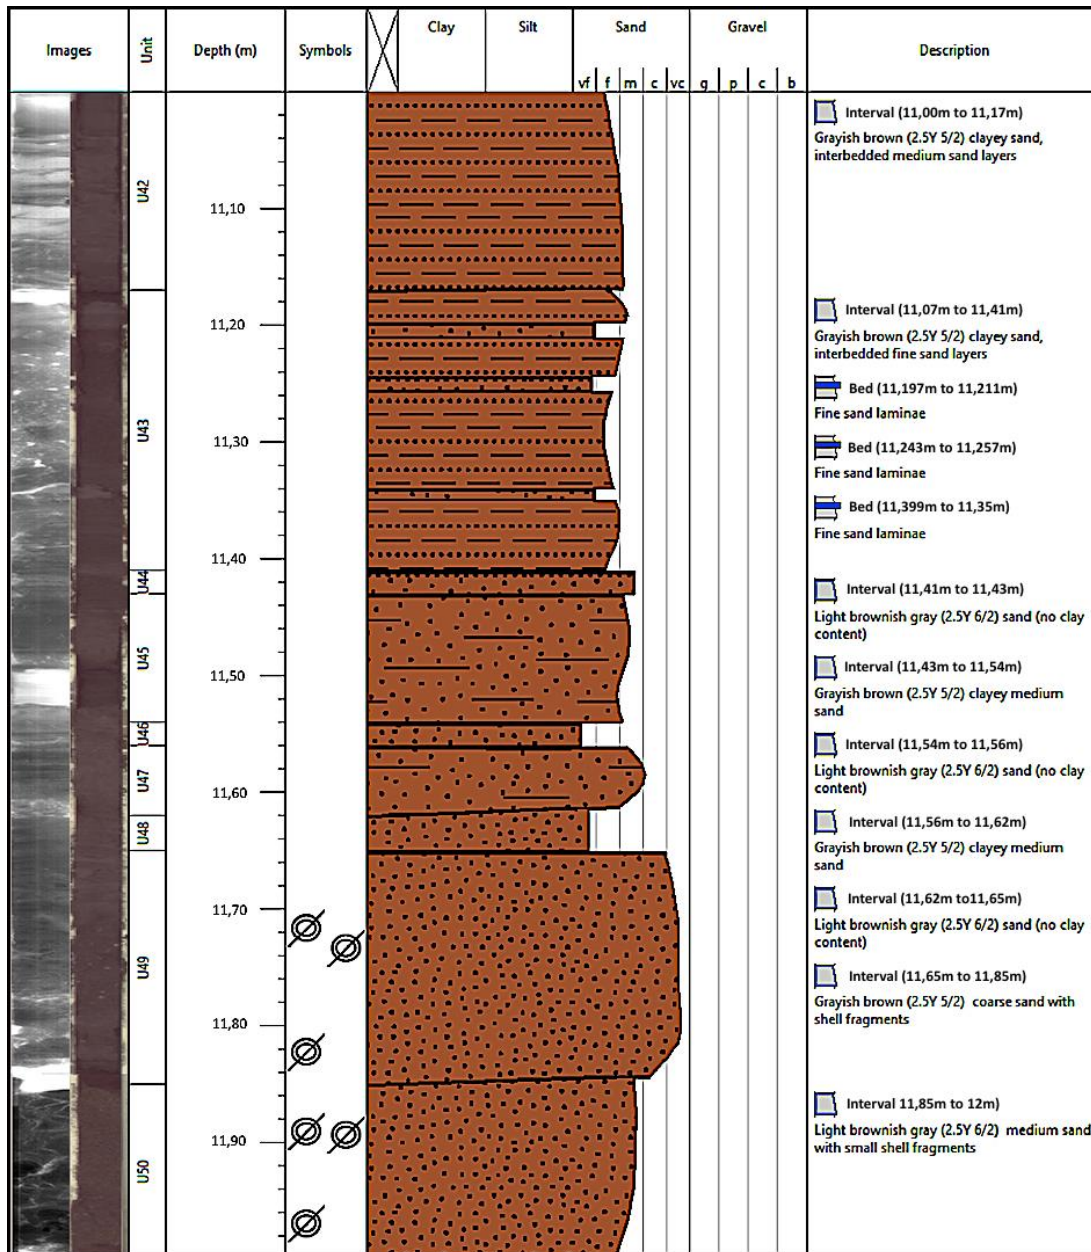 Images
Unit
Depth (m)
Symbols
Clay
Silt
Sand
Gravel
Description
vf f m c vc g p c b
U42
U43
U44
U45
U46
U47
U48
U49
U50
11,10
11,20
11,30
11,40
11,50
11,60
11,70
11,80
11,90
Interval (11,00m to 11,17m)
Grayish brown (2.5Y 5/2) clayey sand,
interbedded medium sand layers
Interval (11,07m to 11,41m)
Grayish brown (2.5Y 5/2) clayey sand,
interbedded fine sand layers
Bed (11,197m to 11,211m)
Fine sand laminae
Bed (11,243m to 11,257m)
Fine sand laminae
Bed (11,399m to 11,35m)
Fine sand laminae
Interval (11,41m to 11,43m)
Light brownish gray (2.5Y 6/2) sand (no clay
content)
Interval (11,43m to 11,54m)
Grayish brown (2.5Y 5/2) clayey medium
sand
Interval (11,54m to 11,56m)
Light brownish gray (2.5Y 6/2) sand (no clay
content)
Interval (11,56m to 11,62m)
Grayish brown (2.5Y 5/2) clayey medium
sand
Interval (11,62m to11,65m)
Light brownish gray (2.5Y 6/2) sand (no clay
content)
Interval (11,65m to 11,85m)
Grayish brown (2.5Y 5/2) coarse sand with
shell fragments
Interval 11,85m to 12m)
Light brownish gray (2.5Y 6/2) medium sand
with small shell fragments